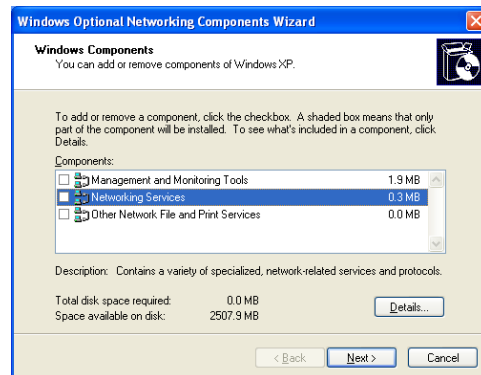 Windows Optional Networking Components Wizard
Windows Components
You can add or remove components of Windows XP.
To add or remove a component, click the checkbox. A shaded box means that only
part of the component will be installed. To see what's included in a component, click
Details.
Components:
Management and Monitoring Tools 1.9 MB
Networking Services 0.3 MB
Other Network File and Print Services 0.0 MB
Description: Contains a variety of specialized, network-related services and protocols.
Total disk space required: 0.0 MB
Space available on disk: 2507.9 MB
Details...
< Back Next > Cancel